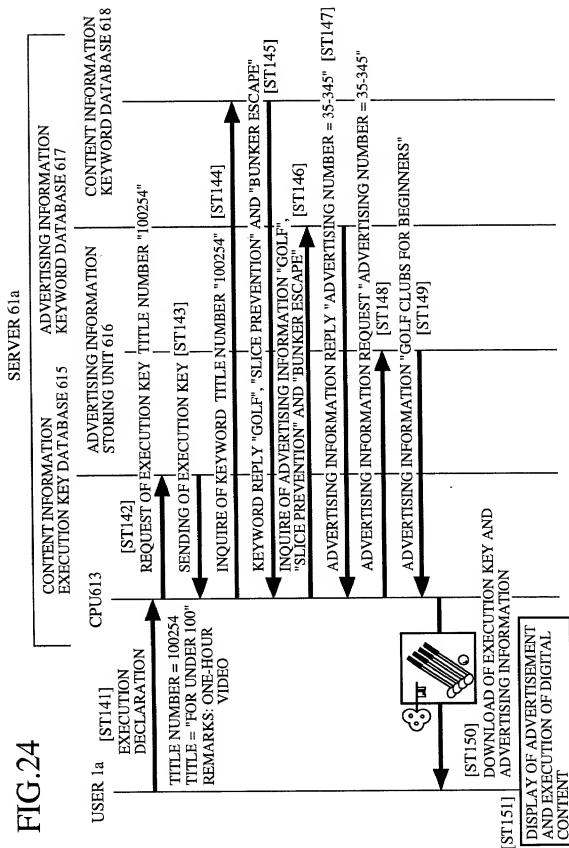 FIG.24
SERVER 61a
CONTENT INFORMATION
EXECUTION KEY DATABASE 615
ADVERTISING INFORMATION
KEYWORD DATABASE 617
ADVERTISING INFORMATION
STORING UNIT 616
CONTENT INFORMATION
KEYWORD DATABASE 618
USER 1a
CPU613
[ST141]
EXECUTION
DECLARATION
TITLE NUMBER = 100254
TITLE = "FOR UNDER 100"
REMARKS: ONE-HOUR
VIDEO
[ST142]
REQUEST OF EXECUTION KEY TITLE NUMBER "100254"
SENDING OF EXECUTION KEY [ST143]
INQUIRE OF KEYWORD TITLE NUMBER "100254" [ST144]
KEYWORD REPLY "GOLF", "SLICE PREVENTION" AND "BUNKER ESCAPE"
[ST145]
INQUIRE OF ADVERTISING INFORMATION "GOLF",
"SLICE PREVENTION" AND "BUNKER ESCAPE" [ST146]
ADVERTISING INFORMATION REPLY "ADVERTISING NUMBER = 35-345" [ST147]
ADVERTISING INFORMATION REQUEST "ADVERTISING NUMBER = 35-345"
[ST148]
ADVERTISING INFORMATION "GOLF CLUBS FOR BEGINNERS"
[ST149]
[ST150]
DOWNLOAD OF EXECUTION KEY AND
ADVERTISING INFORMATION
[ST151]
DISPLAY OF ADVERTISEMENT
AND EXECUTION OF DIGITAL
CONTENT